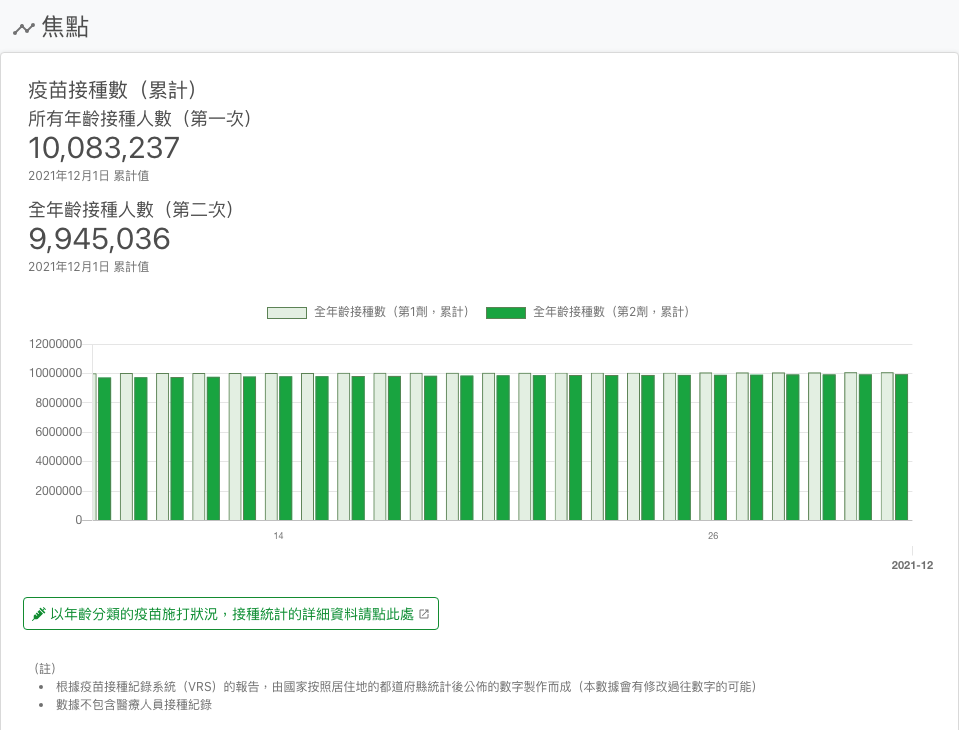 焦點
疫苗接種數（累計）
所有年齡接種人數（第一次）
10,083,237
2021年12月1日 累計值
全年齡接種人數（第二次）
9,945,036
2021年12月1日 累計值
全年齡接種數（第1劑，累計） 全年齡接種數（第2劑，累計）
12000000
10000000
8000000
6000000
4000000
2000000
0
14 26
2021-12
以年齡分類的疫苗施打狀況，接種統計的詳細資料請點此處
（註）
• 根據疫苗接種紀錄系統（VRS）的報告，由國家按照居住地的都道府縣統計後公佈的數字製作而成（本數據會有修改過往數字的可能）
• 數據不包含醫療人員接種紀錄